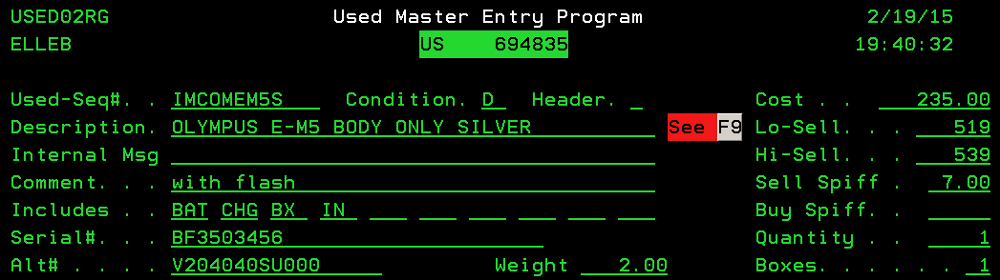 USED02RG Used Master Entry Program 2/19/15
ELLEB US 694835 19:40:32
Used-Seq#. . IMCOMEM5S Condition. D Header. _ Cost . . 235.00
Description. OLYMPUS E-M5 BODY ONLY SILVER See F9 Lo-Sell. . . 519
Internal Msg Hi-Sell. . . 539
Comment. . . with flash Sell Spiff . 7.00
Includes . . BAT CHG BX IN Buy Spiff.
Serial#. . . BF3503456 Quantity . . 1
Alt# . . . . V204040SU000 Weight 2.00 Boxes. . . . . . 1